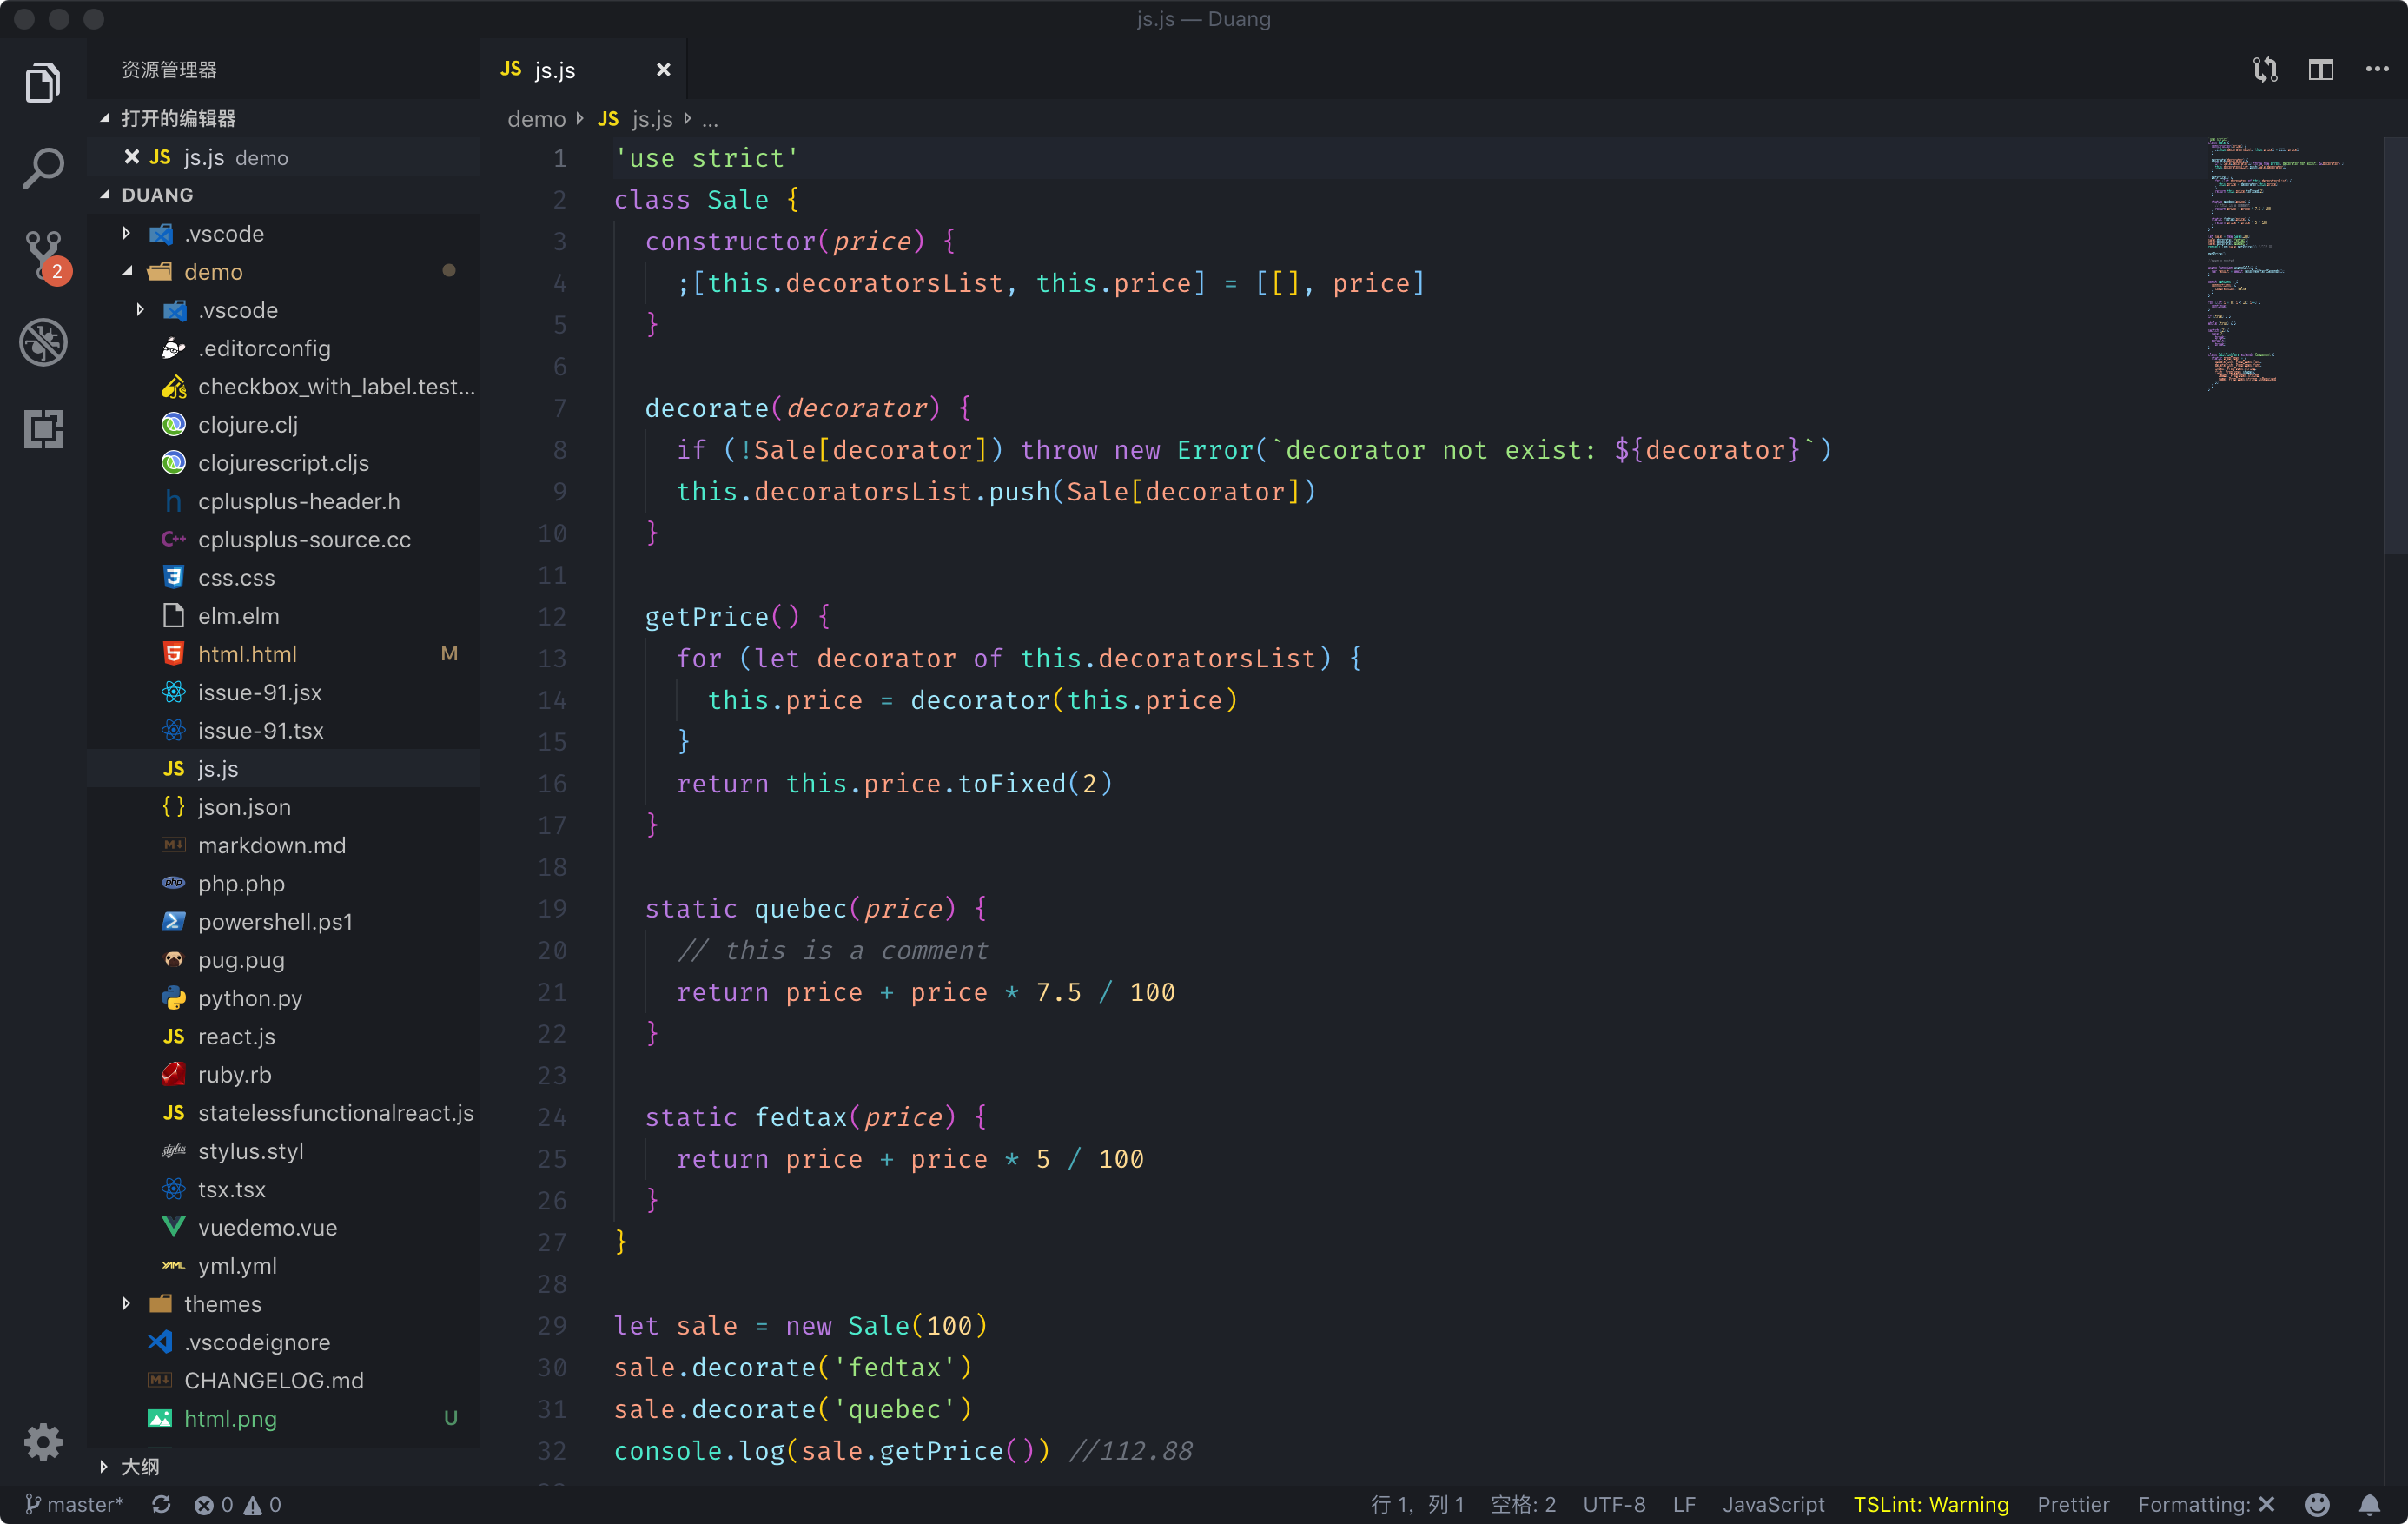 js.js — Duang
资源管理器
打开的编辑器
JS js.js demo
DUANG
.vscode
demo
.vscode
.editorconfig
checkbox_with_label.test...
clojure.clj
clojurescript.cljs
h cplusplus-header.h
C++ cplusplus-source.cc
css.css
elm.elm
html.html M
issue-91.jsx
issue-91.tsx
JS js.js
{ } json.json
markdown.md
php php.php
powershell.ps1
pug.pug
python.py
JS react.js
ruby.rb
JS statelessfunctionalreact.js
stylus stylus.styl
tsx.tsx
vuedemo.vue
YAML yml.yml
themes
.vscodeignore
CHANGELOG.md
html.png U
大纲
2
JS js.js
demo JS js.js ...
1 'use strict'
2 class Sale {
3 constructor(price) {
4 ;[this.decoratorsList, this.price] = [[], price]
5 }
6
7 decorate(decorator) {
8 if (!Sale[decorator]) throw new Error(`decorator not exist: ${decorator}`)
9 this.decoratorsList.push(Sale[decorator])
10 }
11
12 getPrice() {
13 for (let decorator of this.decoratorsList) {
14 this.price = decorator(this.price)
15 }
16 return this.price.toFixed(2)
17 }
18
19 static quebec(price) {
20 // this is a comment
21 return price + price * 7.5 / 100
22 }
23
24 static fedtax(price) {
25 return price + price * 5 / 100
26 }
27 }
28
29 let sale = new Sale(100)
30 sale.decorate('fedtax')
31 sale.decorate('quebec')
32 console.log(sale.getPrice()) //112.88
master* 0 0 行 1，列 1 空格: 2 UTF-8 LF JavaScript TSLint: Warning Prettier Formatting: ✕